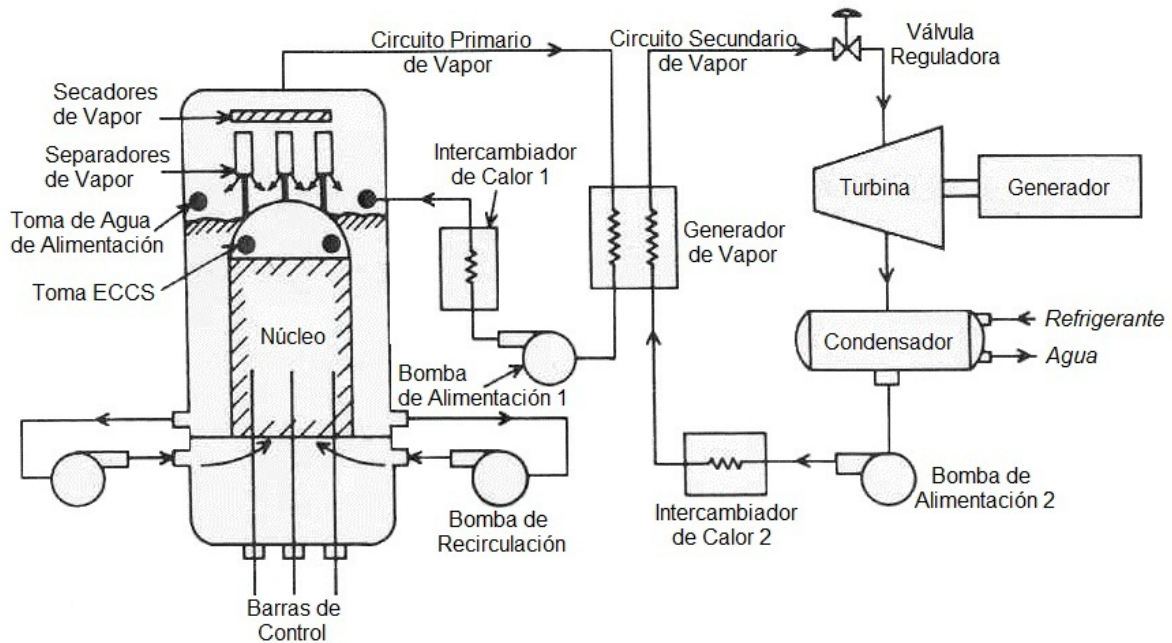 Circuito Primario
de Vapor
Circuito Secundario
de Vapor
Válvula
Reguladora
Secadores
de Vapor
Separadores
de Vapor
Toma de Agua
de Alimentación
Toma ECCS
Núcleo
Intercambiador
de Calor 1
Generador
de Vapor
Turbina
Generador
Bomba
de Alimentación 1
Condensador
Refrigerante
Agua
Bomba de
Recirculación
Intercambiador
de Calor 2
Bomba de
Alimentación 2
Barras de
Control